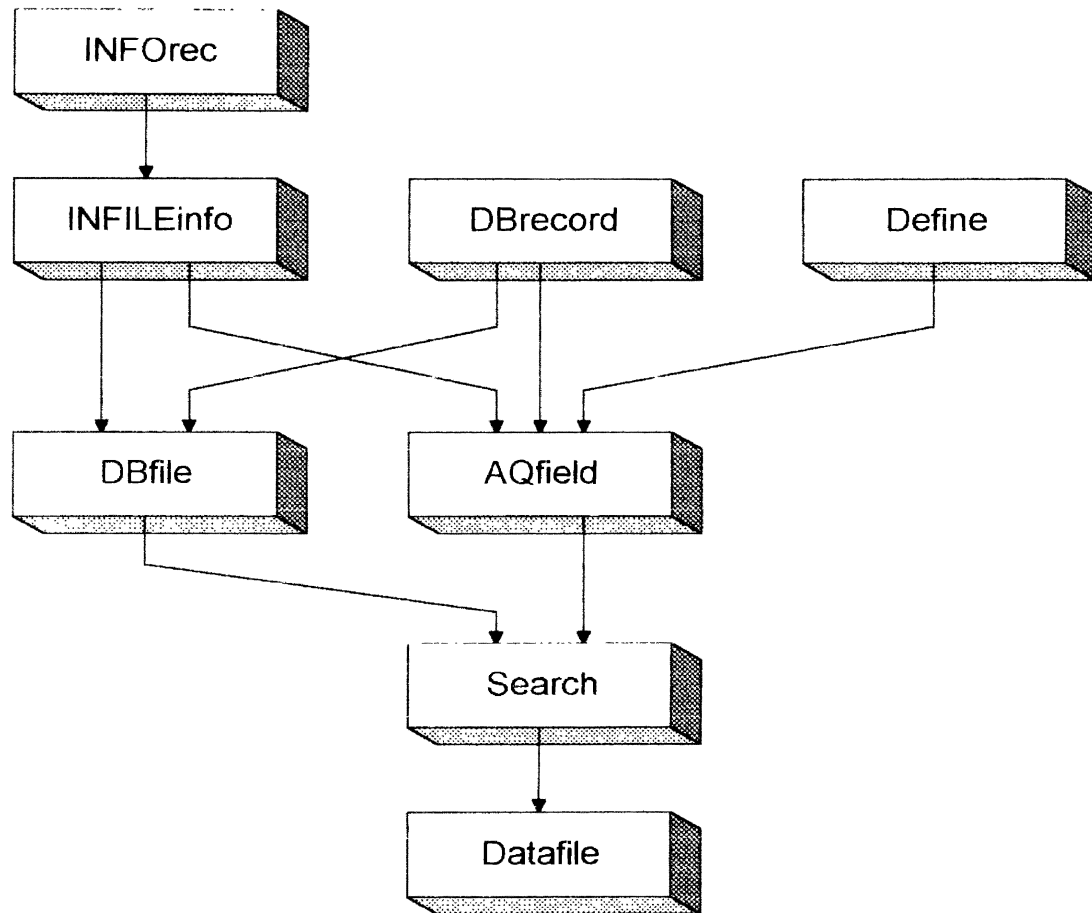 INFOrec
INFILEinfo
DBrecord
Define
DBfile
AQfield
Search
Datafile